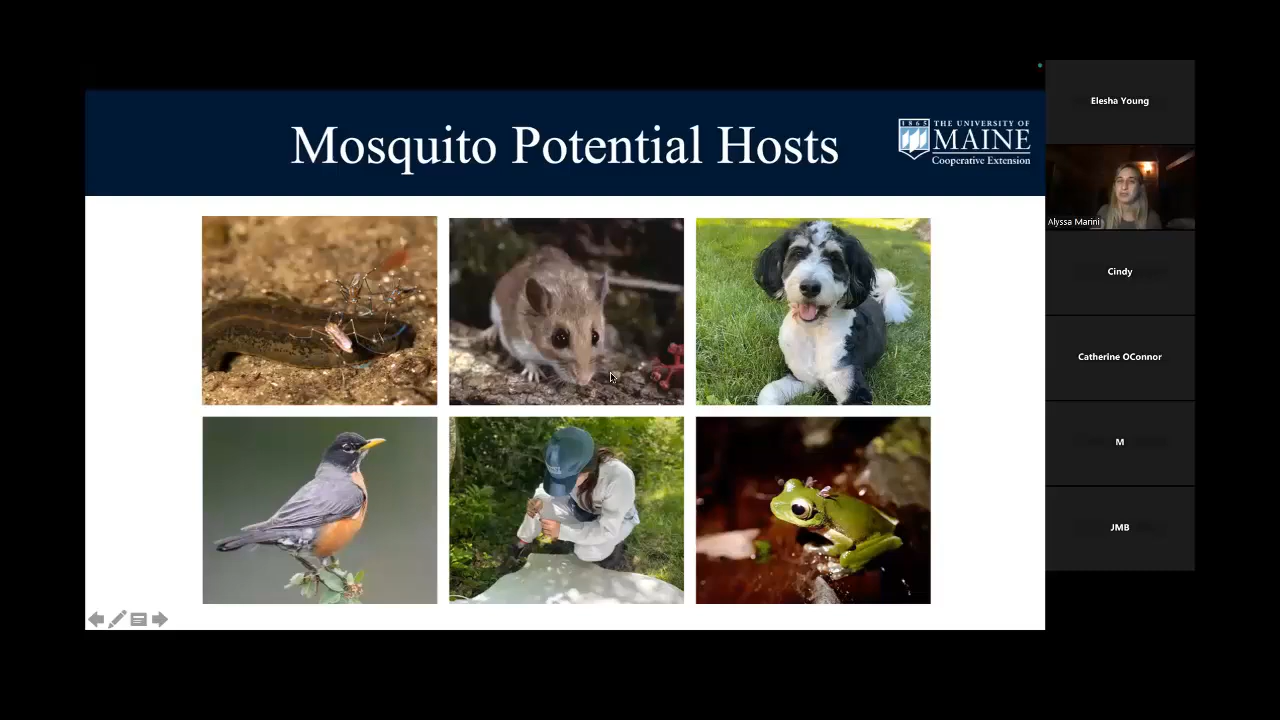 Mosquito Potential Hosts
1865
THE UNIVERSITY OF
MAINE
Cooperative Extension
Elesha Young
Alyssa Marini
Cindy
Catherine OConnor
M
JMB